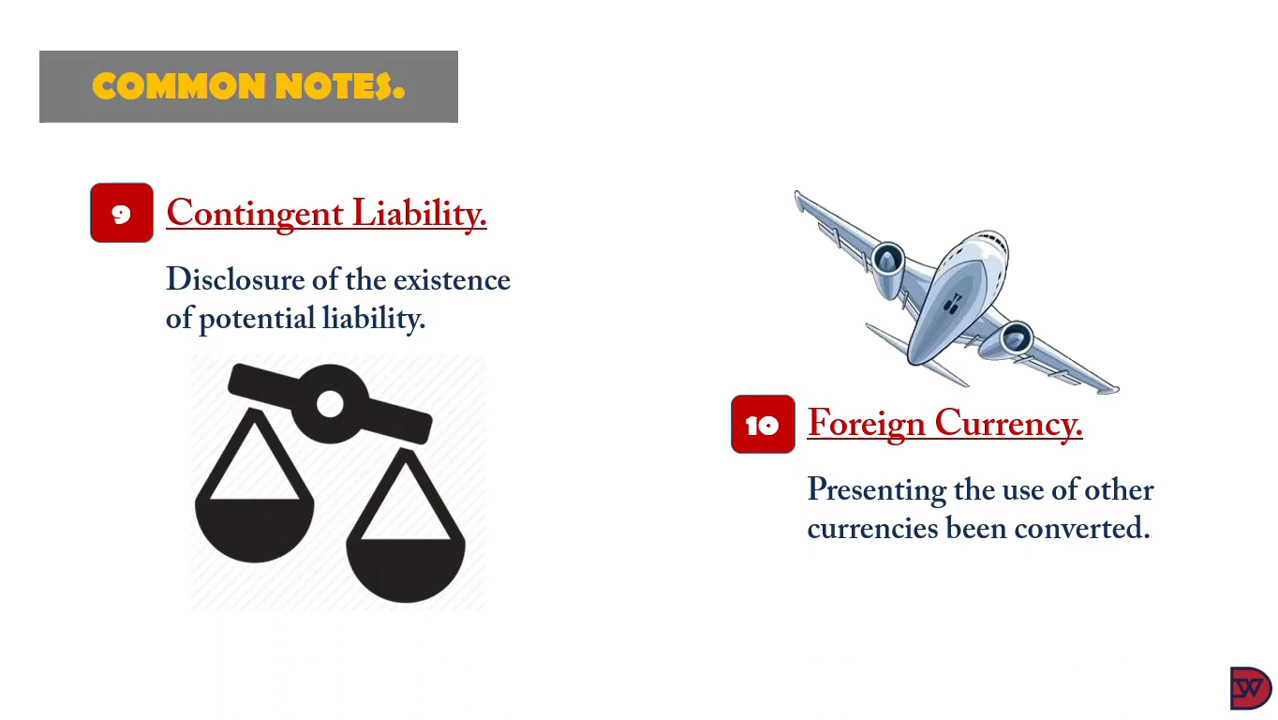 COMMON NOTES.
9 Contingent Liability.
Disclosure of the existence
of potential liability.
10 Foreign Currency.
Presenting the use of other
currencies been converted.
DW